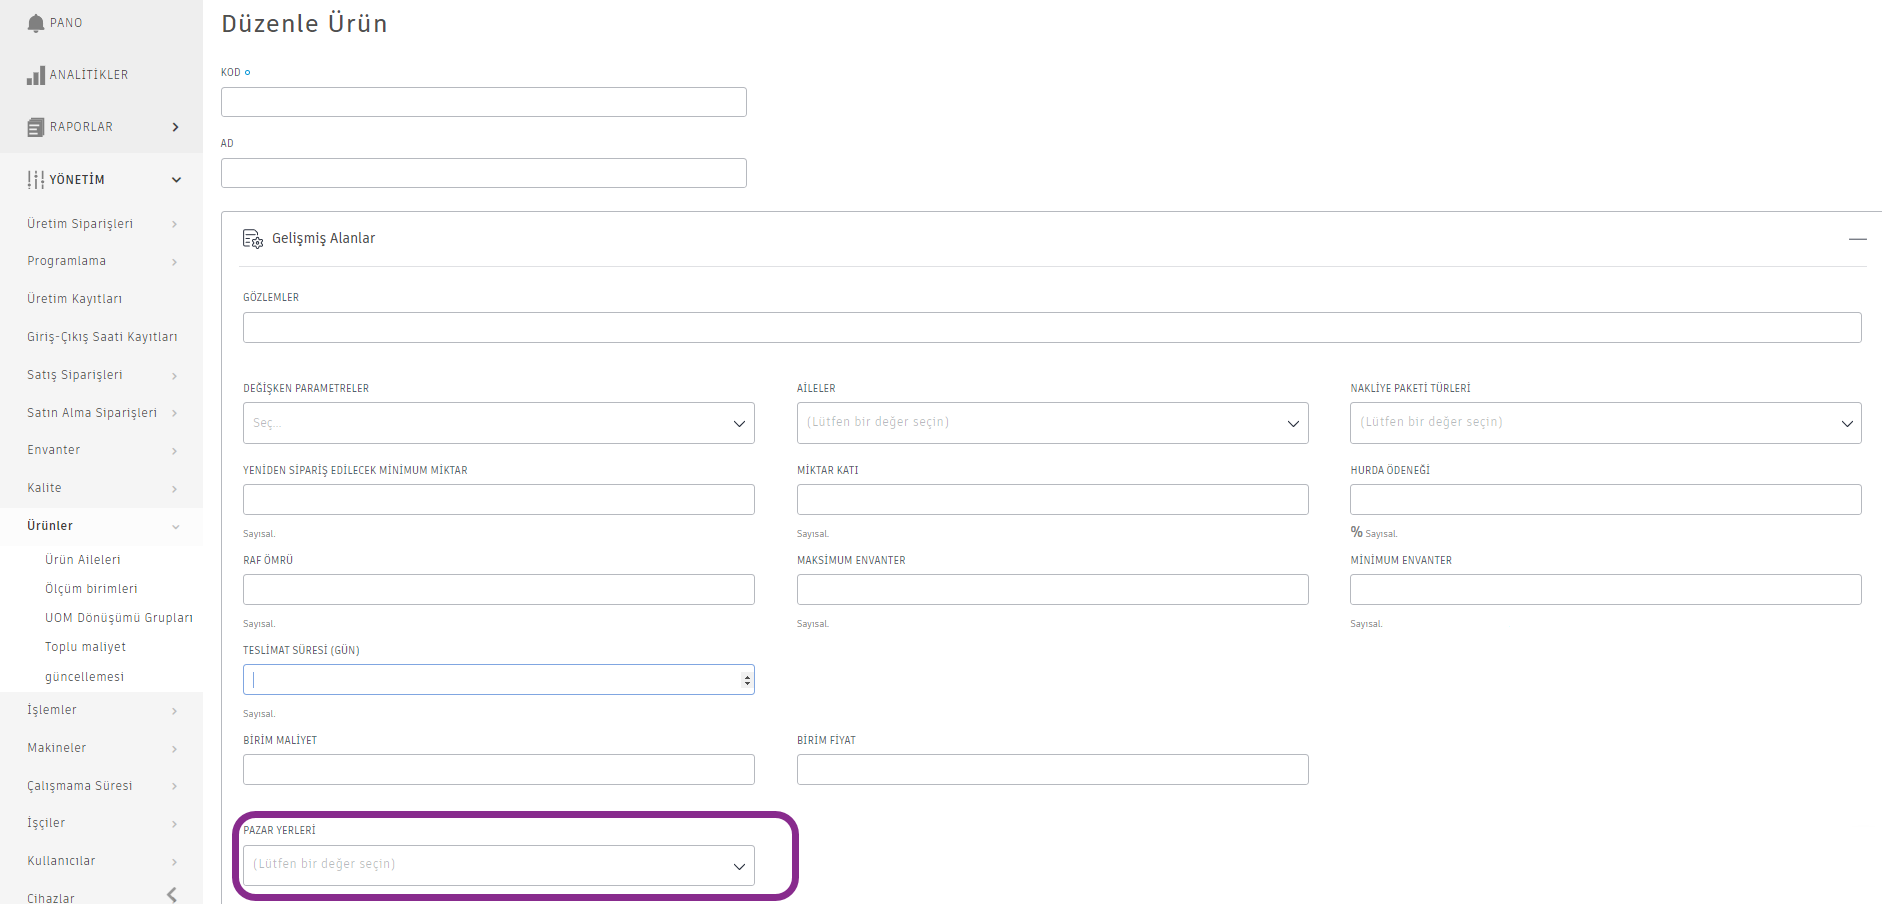 PANO
ANALİTİKLER
RAPORLAR
YÖNETİM
Üretim Siparişleri
Programlama
Üretim Kayıtları
Giriş-Çıkış Saati Kayıtları
Satış Siparişleri
Satın Alma Siparişleri
Envanter
Kalite
Ürünler
Ürün Aileleri
Ölçüm birimleri
UOM Dönüşümü Grupları
Toplu maliyet
güncellemesi
İşlemler
Makineler
Çalışmama Süresi
İşçiler
Kullanıcılar
Cihazlar
Düzenle Ürün
KOD
AD
Gelişmiş Alanlar
GÖZLEMLER
DEĞİŞKEN PARAMETRELER
AİLELER
NAKLİYE PAKETİ TÜRLERİ
Seç...
(Lütfen bir değer seçin)
(Lütfen bir değer seçin)
YENİDEN SİPARİŞ EDİLECEK MİNİMUM MİKTAR
MİKTAR KATI
HURDA ÖDENEĞİ
Sayısal.
Sayısal.
% Sayısal.
RAF ÖMRÜ
MAKSİMUM ENVANTER
MİNİMUM ENVANTER
Sayısal.
Sayısal.
Sayısal.
TESLİMAT SÜRESİ (GÜN)
Sayısal.
BİRİM MALİYET
BİRİM FİYAT
PAZAR YERLERİ
(Lütfen bir değer seçin)